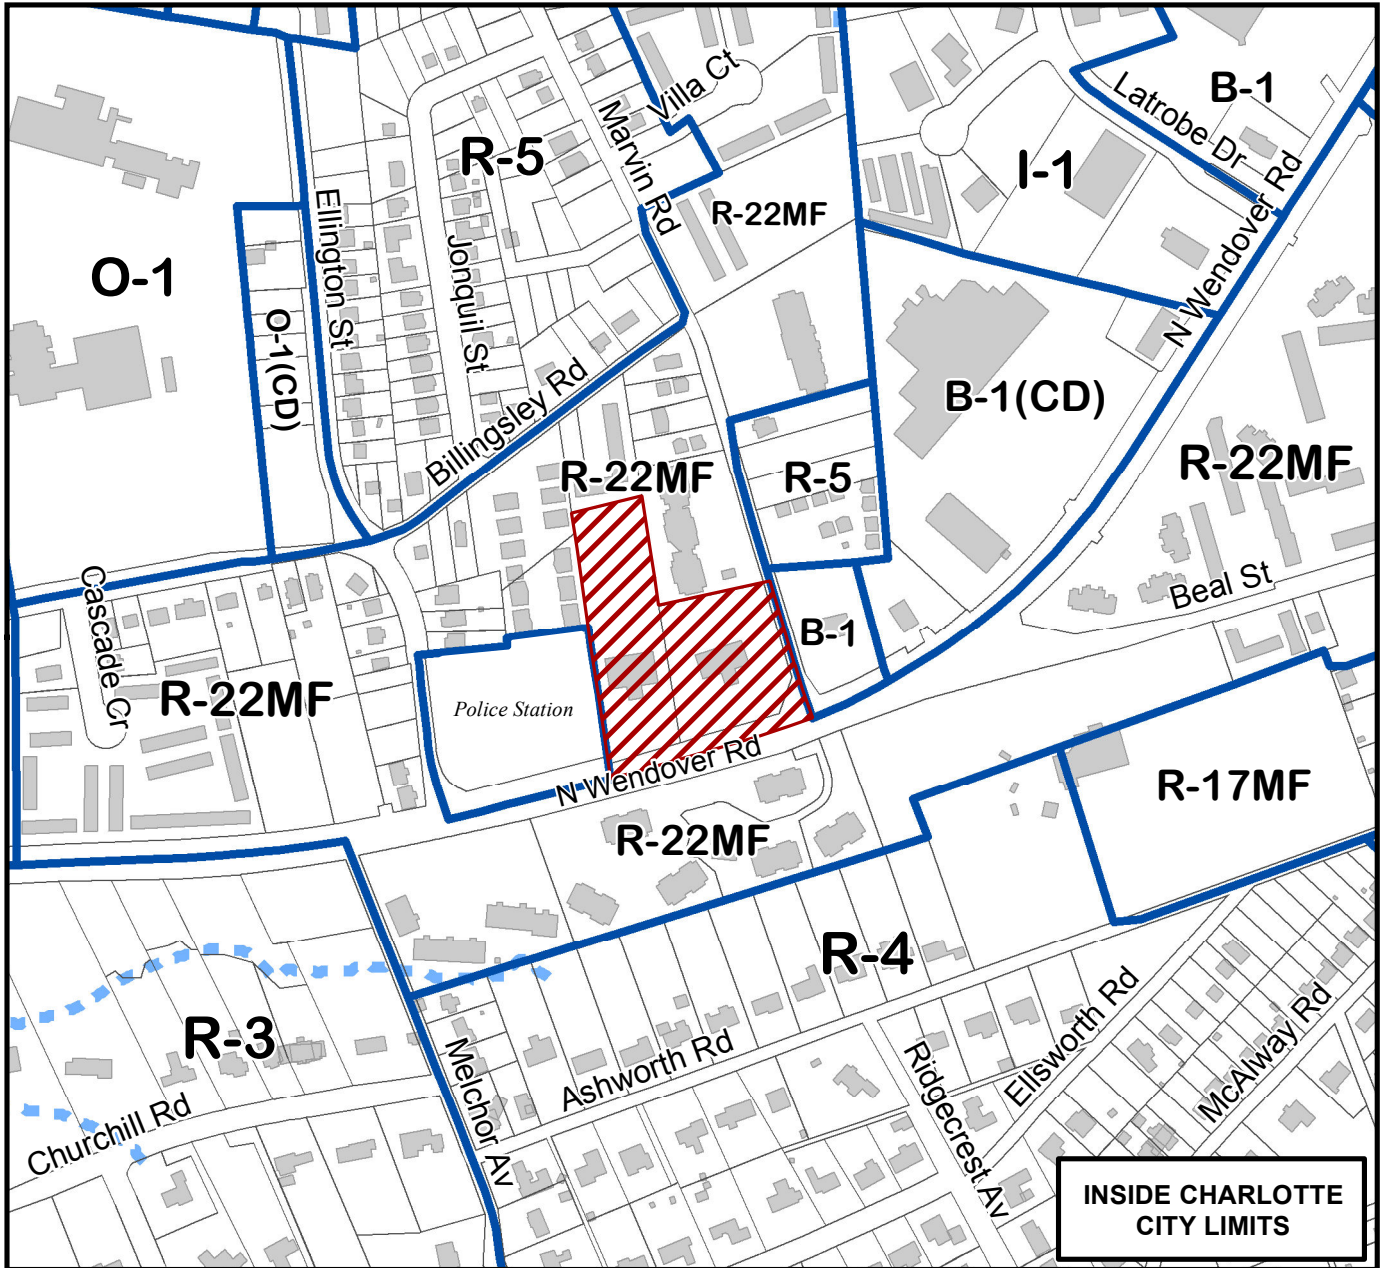 B-1
Villa Ct
Latrobe Dr
Marvin Rd
R-5
I-1
N Wendover Rd
R-22MF
Ellington St
O-1
Jonquil St
O-1(CD)
B-1(CD)
Billingsley Rd
R-22MF
R-5
R-22MF
Cascade Cr
Beal St
B-1
R-22MF
Police Station
N Wendover Rd
R-17MF
R-22MF
R-4
R-3
Ellsworth Rd
McAlway Rd
Ashworth Rd
Melchor Av
Ridgecrest Av
Churchill Rd
INSIDE CHARLOTTE
CITY LIMITS